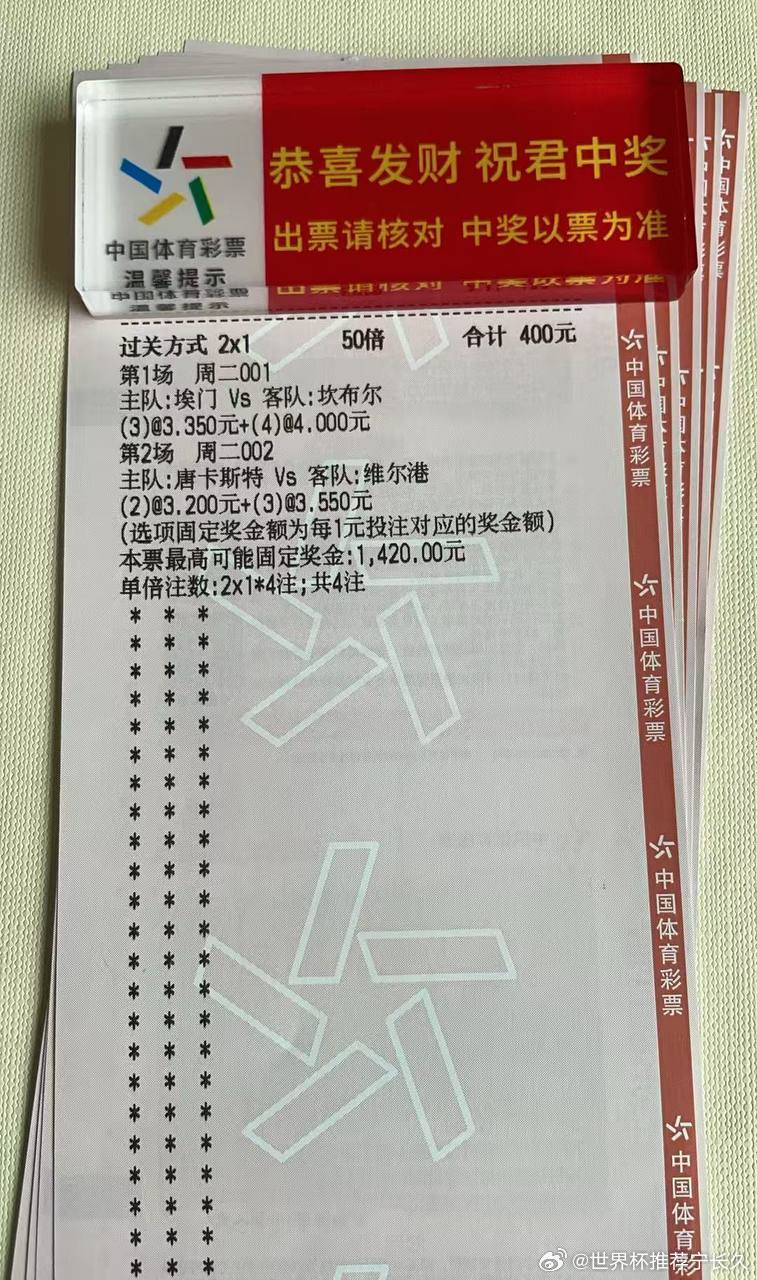 恭喜发财 祝君中奖
出票请核对 中奖以票为准
中国体育彩票
温馨提示
过关方式 2x1 50倍 合计 400元
第1场 周二001
主队:埃门 Vs 客队:坎布尔
(3)@3.350元+(4)@4.000元
第2场 周二002
主队:唐卡斯特 Vs 客队:维尔港
(2)@3.200元+(3)@3.550元
(选项固定奖金额为每1元投注对应的奖金额)
本票最高可能固定奖金:1,420.00元
单倍注数:2x1*4注;共4注
中国体育彩票
中国体育彩票
中国体育彩票
中国体育彩票
@世界杯推荐宁长久